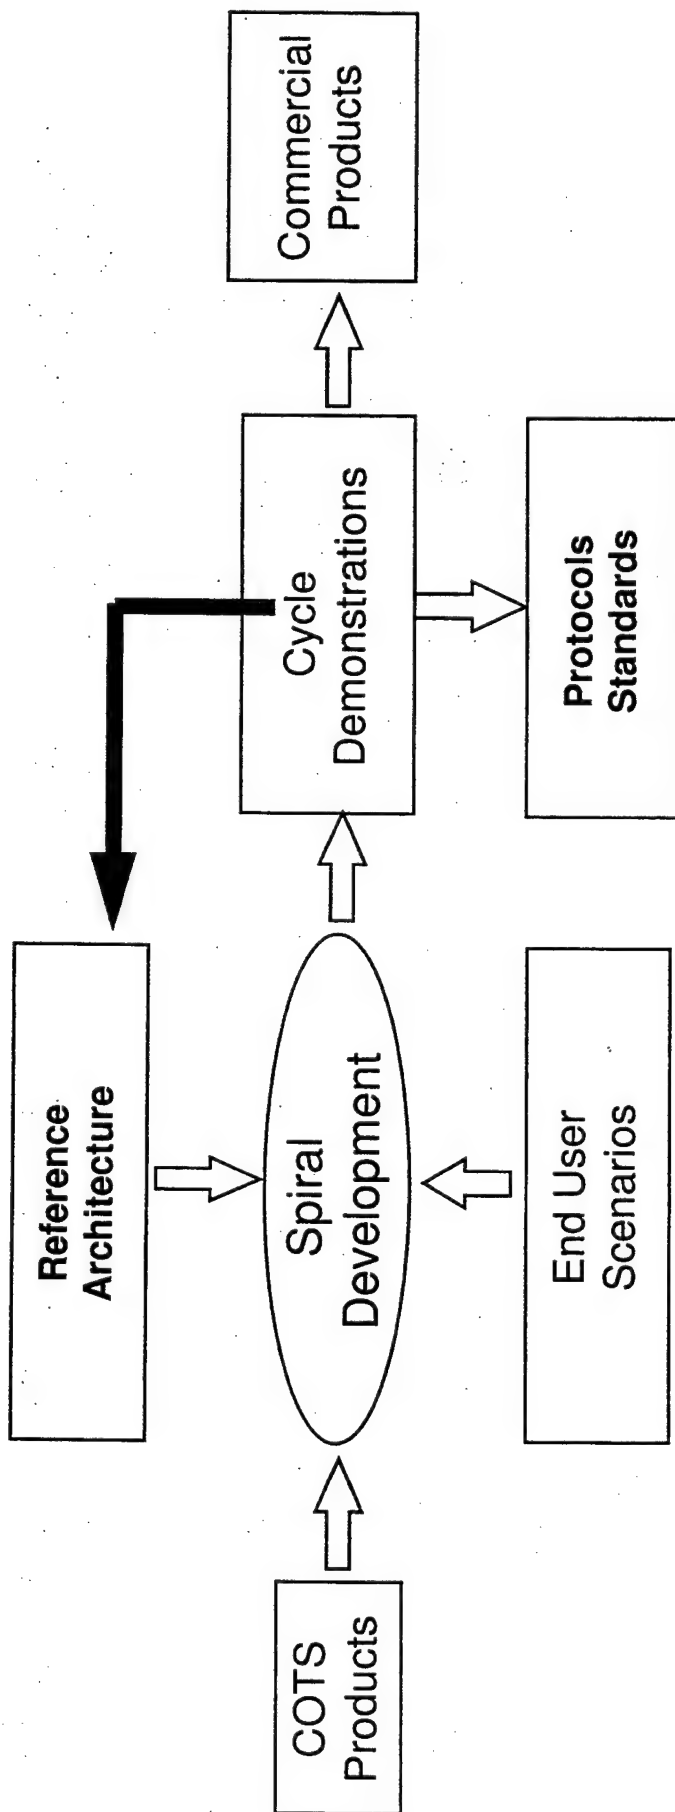 Reference
Architecture
COTS
Products
Spiral
Development
Cycle
Demonstrations
Commercial
Products
End User
Scenarios
Protocols
Standards